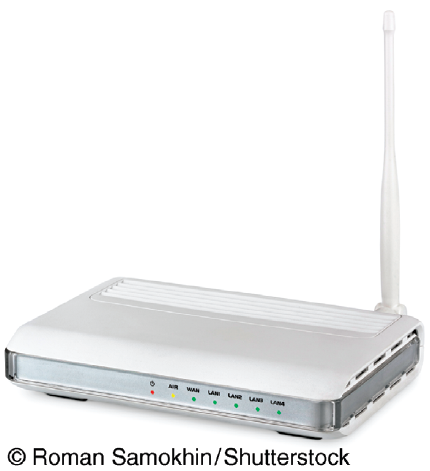 AIR WAN LAN1 LAN2 LAN3 LAN4
© Roman Samokhin/Shutterstock